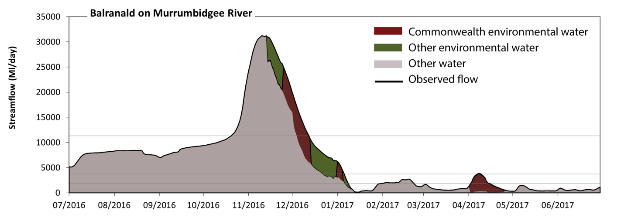 Balranald on Murrumbidgee River
Streamflow (Ml/day)
35000
30000
25000
20000
15000
10000
5000
0
Commonwealth environmental water
Other environmental water
Other water
Observed flow
07/2016 08/2016 09/2016 10/2016 11/2016 12/2016 01/2017 02/2017 03/2017 04/2017 05/2017 06/2017